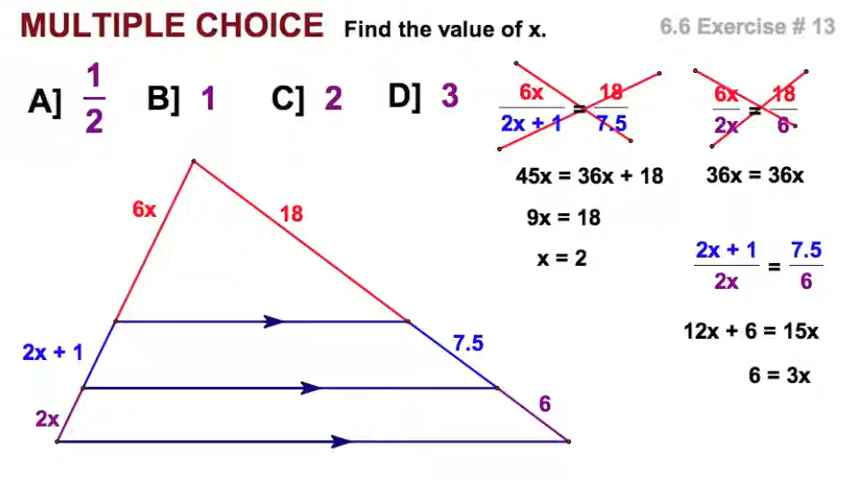 MULTIPLE CHOICE Find the value of x.
6.6 Exercise # 13
A] 1/2 B] 1 C] 2 D] 3
6x/(2x + 1) = 18/7.5
45x = 36x + 18
9x = 18
x = 2
6x/2x = 18/6
36x = 36x
(2x + 1)/2x = 7.5/6
12x + 6 = 15x
6 = 3x
6x
18
2x + 1
7.5
2x
6